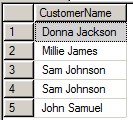 CustomerName
1 Donna Jackson
2 Millie James
3 Sam Johnson
4 Sam Johnson
5 John Samuel